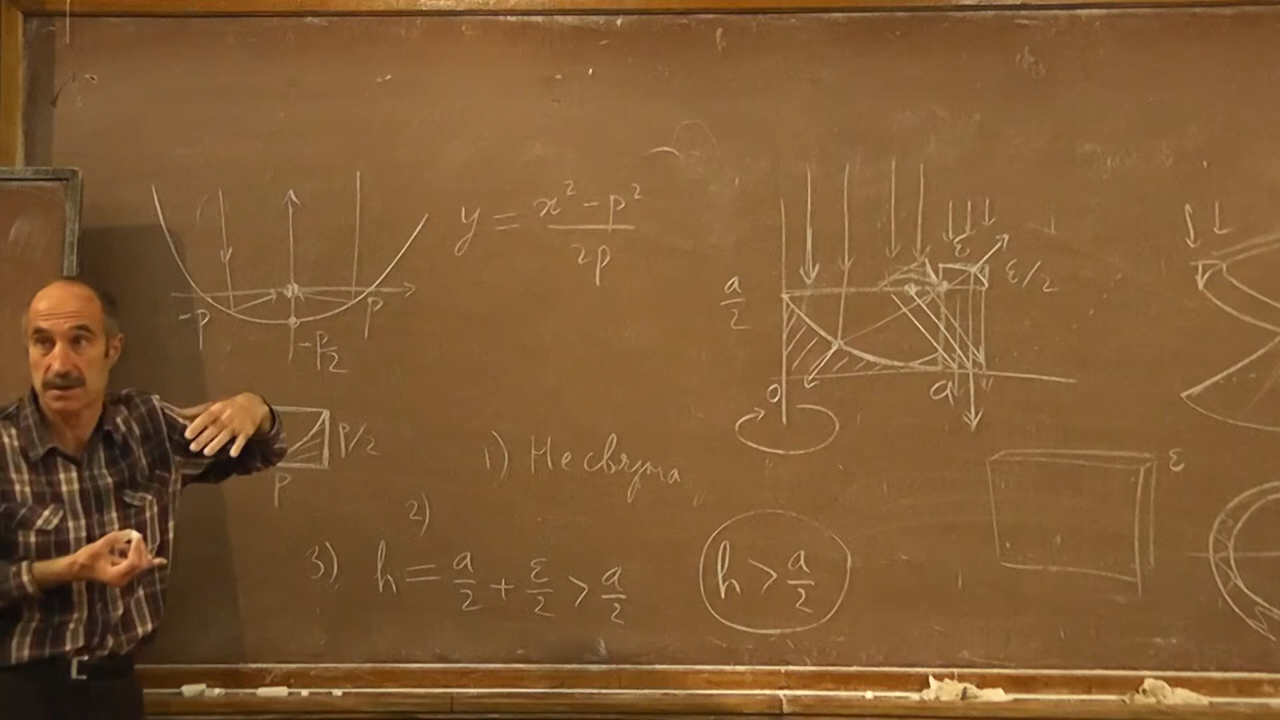 y = (x² - p²) / 2p
-p
p
-p/2
p/2
p
a/2
ε
ε/2
0
a
ε
1) Не связна
2)
3) h = a/2 + ε/2 > a/2
h > a/2